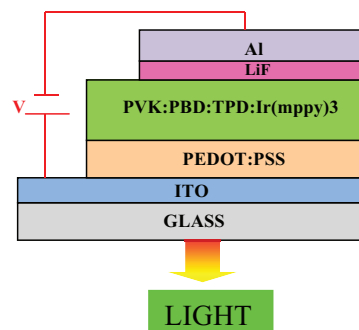 Al
LiF
V
PVK:PBD:TPD:Ir(mppy)3
PEDOT:PSS
ITO
GLASS
LIGHT